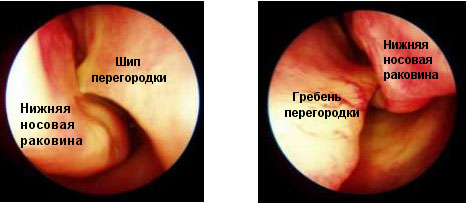 Шип
перегородки
Нижняя
носовая
раковина
Нижняя
носовая
раковина
Гребень
перегородки